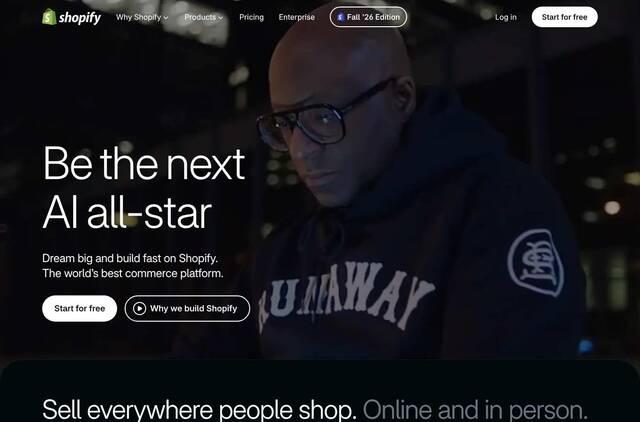 shopify
Why Shopify
Products
Pricing
Enterprise
Fall '26 Edition
Log in
Start for free
Be the next
AI all-star
Dream big and build fast on Shopify.
The world's best commerce platform.
Start for free
Why we build Shopify
RUNAWAY
Sell everywhere people shop. Online and in person.